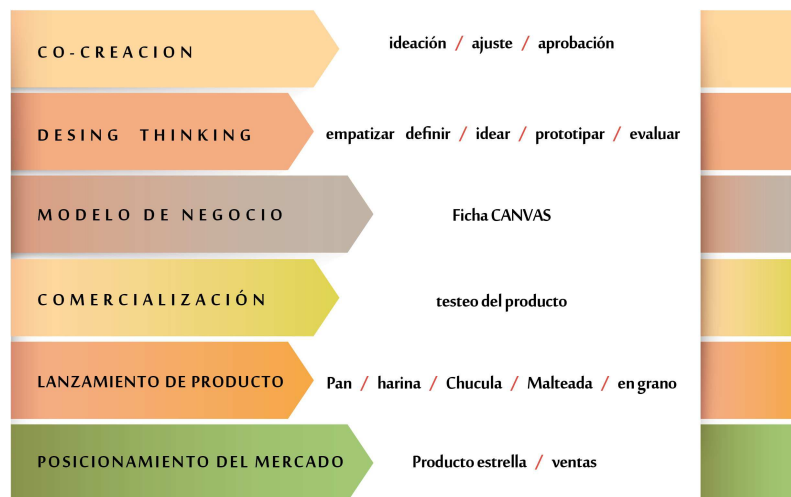 CO-CREACION
ideación / ajuste / aprobación
DESING THINKING
empatizar definir / idear / prototipar / evaluar
MODELO DE NEGOCIO
Ficha CANVAS
COMERCIALIZACIÓN
testeo del producto
LANZAMIENTO DE PRODUCTO
Pan / harina / Chucula / Malteada / en grano
POSICIONAMIENTO DEL MERCADO
Producto estrella / ventas